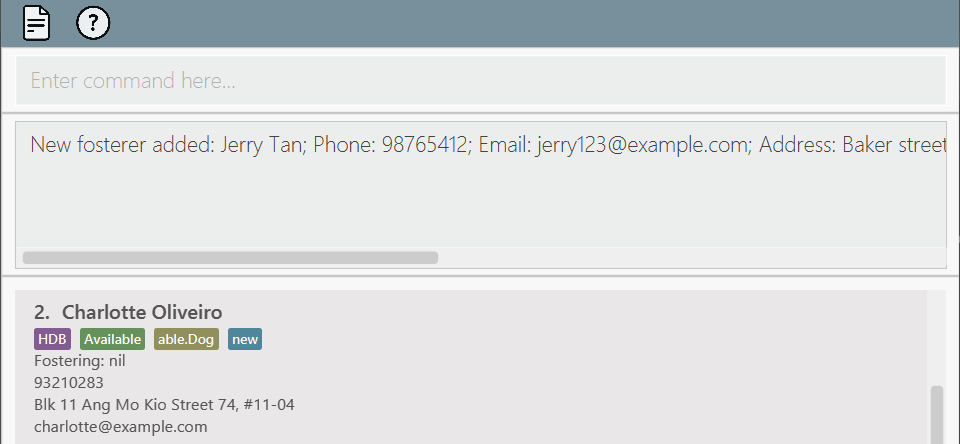 ?
Enter command here...
New fosterer added: Jerry Tan; Phone: 98765412; Email: jerry123@example.com; Address: Baker street
2. Charlotte Oliveiro
HDB Available able.Dog new
Fostering: nil
93210283
Blk 11 Ang Mo Kio Street 74, #11-04
charlotte@example.com